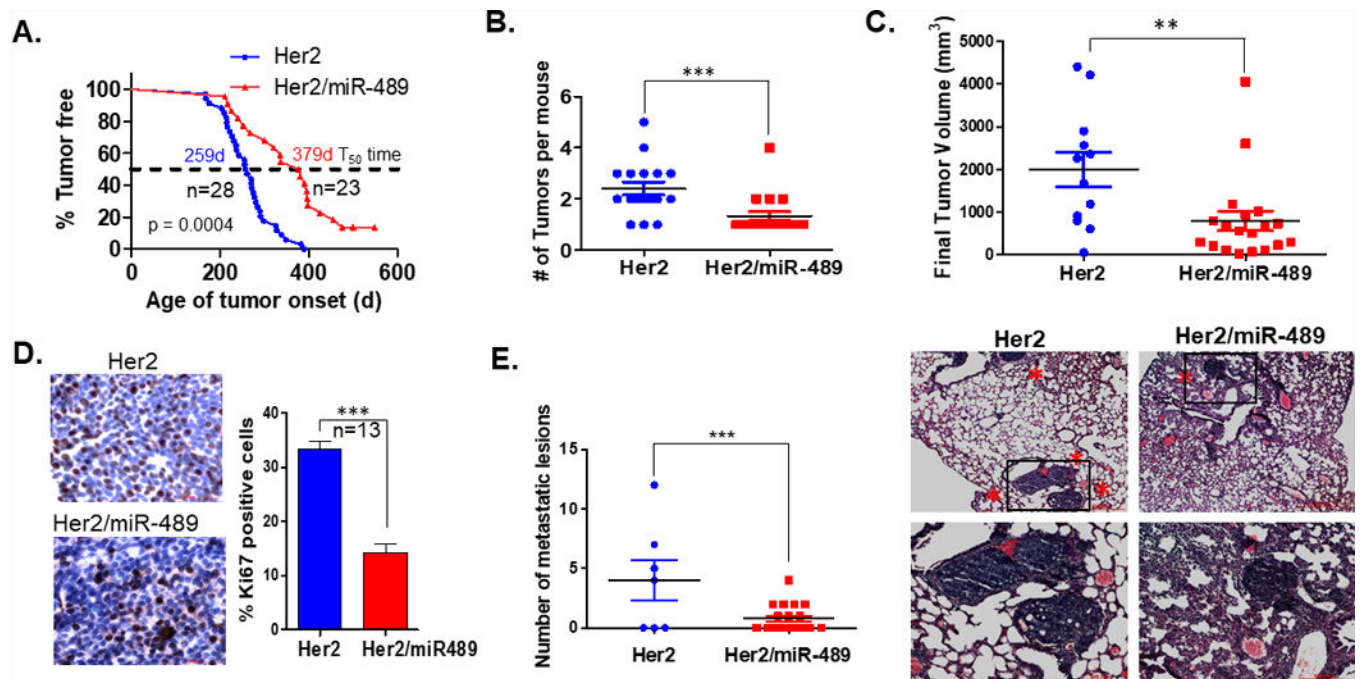 A.
Her2
Her2/miR-489
% Tumor free
100
80
60
40
20
0
259d
379d T50 time
n=28
n=23
p = 0.0004
0
200
400
600
Age of tumor onset (d)
B.
***
# of Tumors per mouse
6
4
2
0
Her2
Her2/miR-489
C.
**
Final Tumor Volume (mm3)
5000
4000
3000
2000
1000
0
Her2
Her2/miR-489
D.
Her2
Her2/miR-489
% Ki67 positive cells
40
30
20
10
0
***
n=13
Her2
Her2/miR489
E.
***
Number of metastatic lesions
15
10
5
0
Her2
Her2/miR-489
Her2
Her2/miR-489
*
*
*
*
*